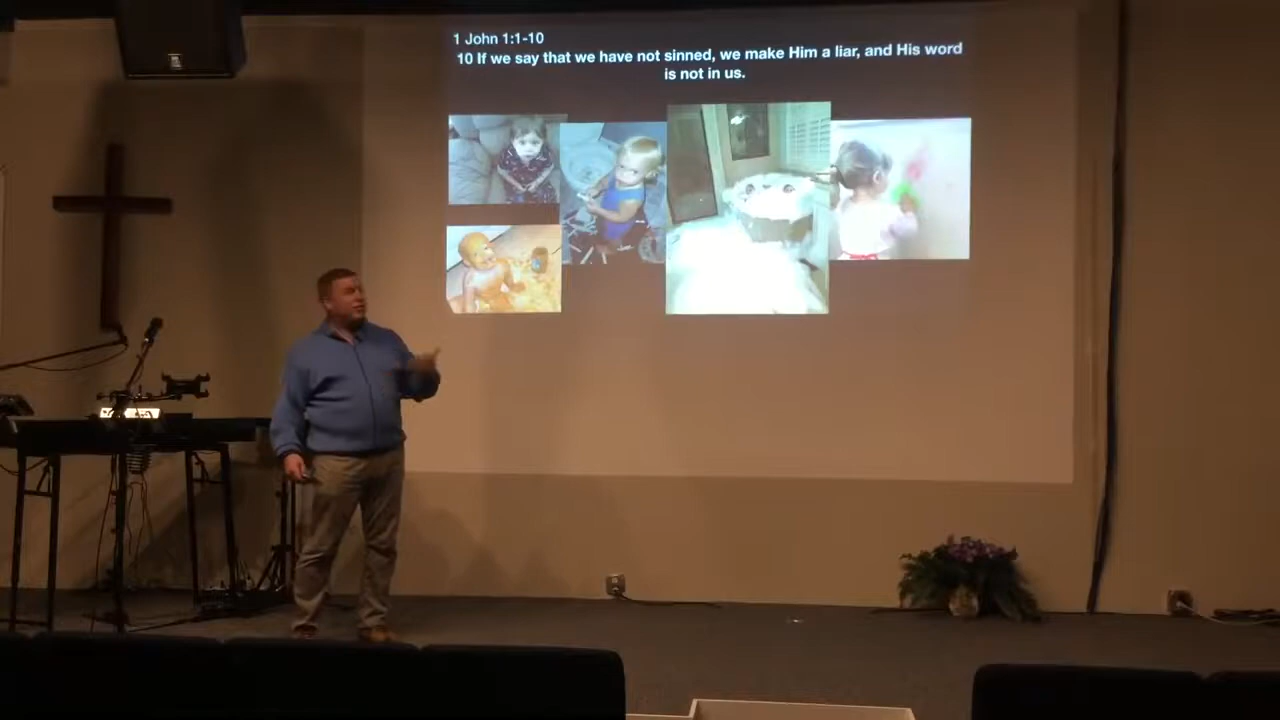 1 John 1:1-10
10 If we say that we have not sinned, we make Him a liar, and His word
is not in us.